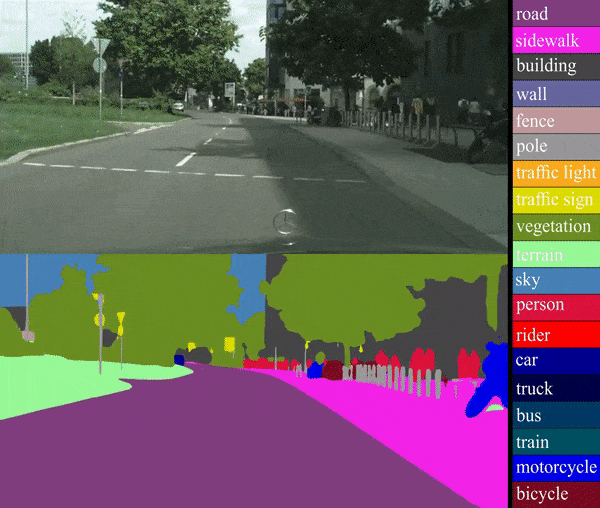 road
sidewalk
building
wall
fence
pole
traffic light
traffic sign
vegetation
terrain
sky
person
rider
car
truck
bus
train
motorcycle
bicycle